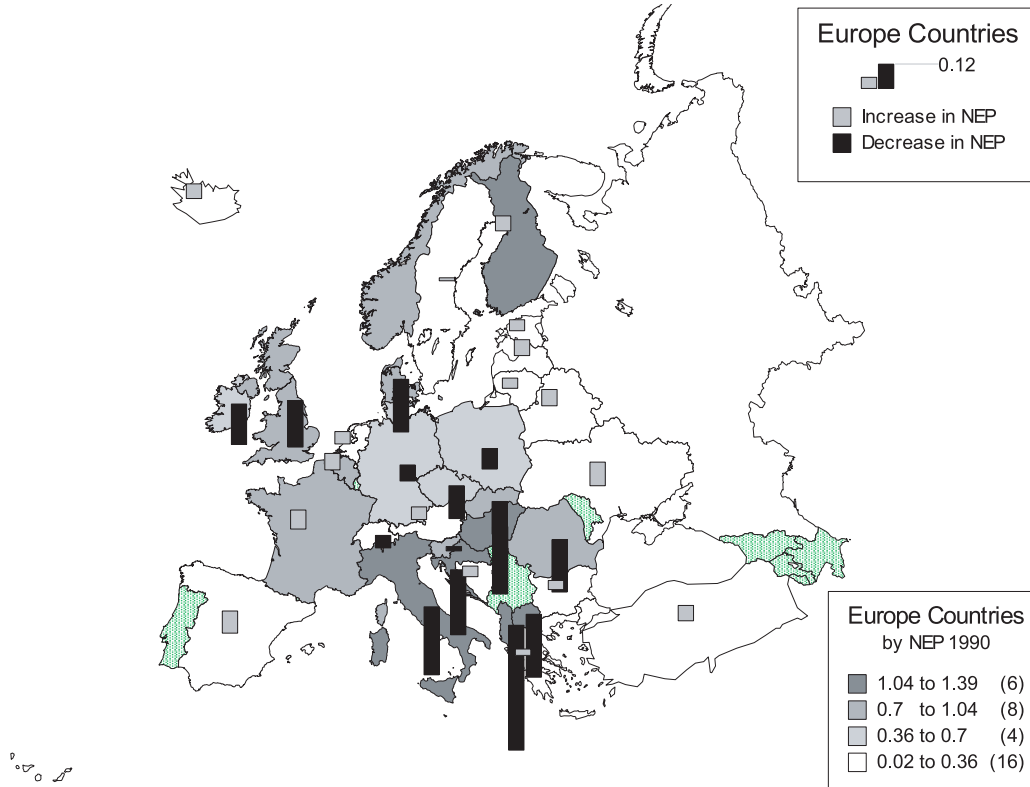 Europe Countries
0.12
Increase in NEP
Decrease in NEP
Europe Countries
by NEP 1990
1.04 to 1.39 (6)
0.7 to 1.04 (8)
0.36 to 0.7 (4)
0.02 to 0.36 (16)